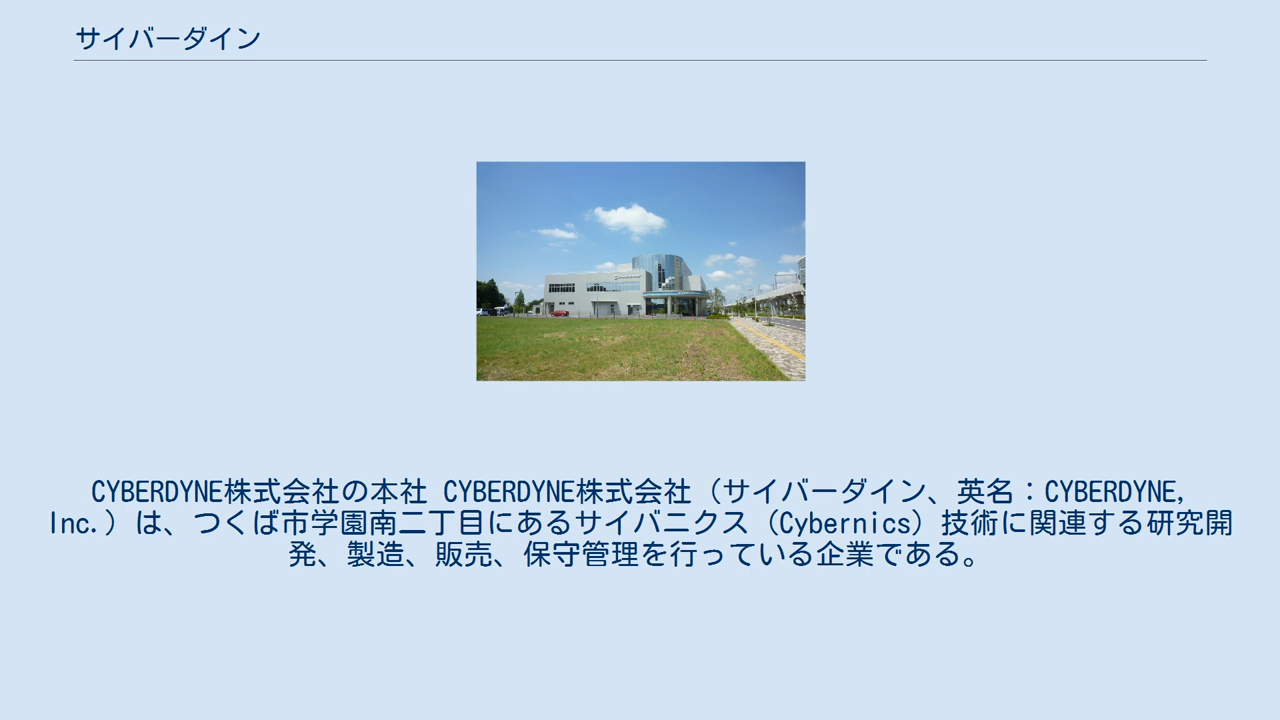 サイバーダイン
CYBERDYNE株式会社の本社 CYBERDYNE株式会社（サイバーダイン、英名：CYBERDYNE,
Inc.）は、つくば市学園南二丁目にあるサイバニクス（Cybernics）技術に関連する研究開
発、製造、販売、保守管理を行っている企業である。